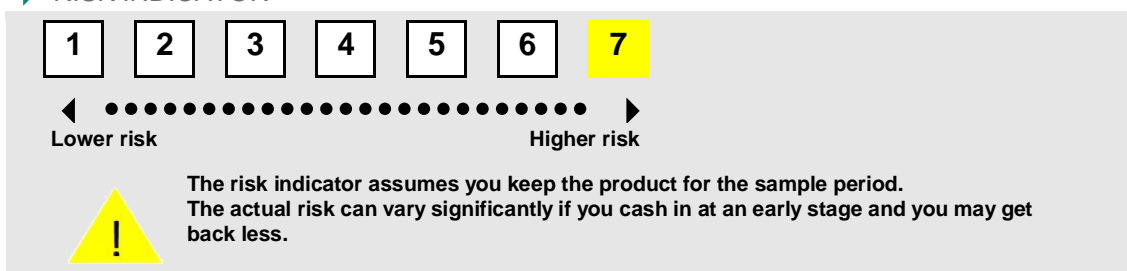 RISK INDICATOR
1 2 3 4 5 6 7
Lower risk Higher risk
The risk indicator assumes you keep the product for the sample period.
The actual risk can vary significantly if you cash in at an early stage and you may get
back less.
!